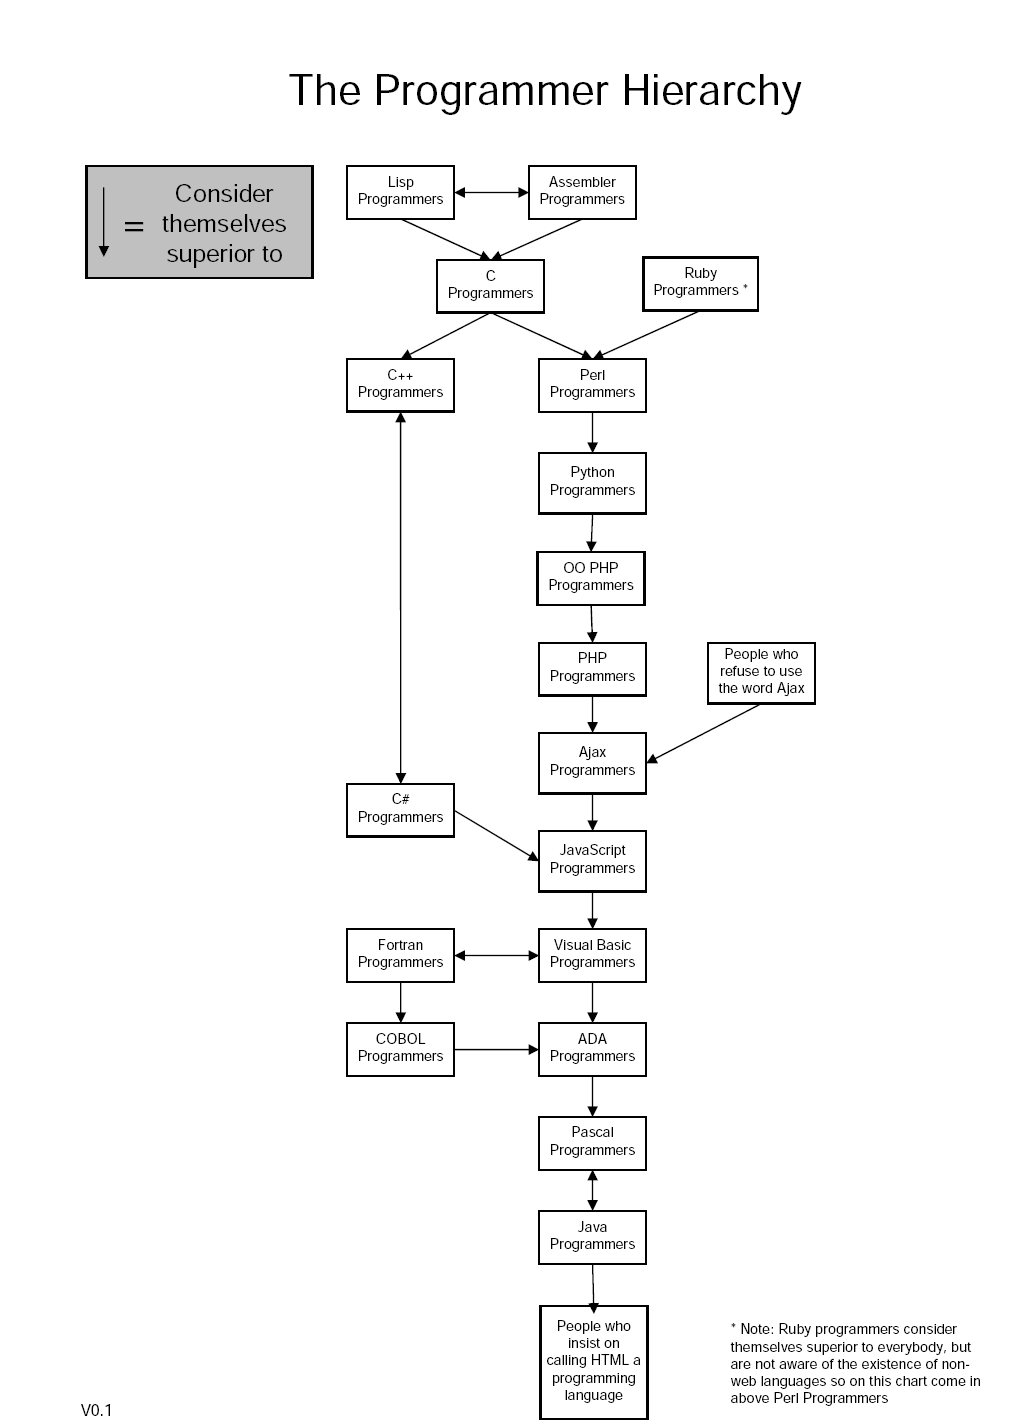 The Programmer Hierarchy
=
Consider
themselves
superior to
Lisp
Programmers
Assembler
Programmers
C
Programmers
Ruby
Programmers *
C++
Programmers
Perl
Programmers
Python
Programmers
OO PHP
Programmers
PHP
Programmers
People who
refuse to use
the word Ajax
Ajax
Programmers
C#
Programmers
JavaScript
Programmers
Fortran
Programmers
Visual Basic
Programmers
COBOL
Programmers
ADA
Programmers
Pascal
Programmers
Java
Programmers
People who
insist on
calling HTML a
programming
language
* Note: Ruby programmers consider
themselves superior to everybody, but
are not aware of the existence of non-
web languages so on this chart come in
above Perl Programmers
V0.1